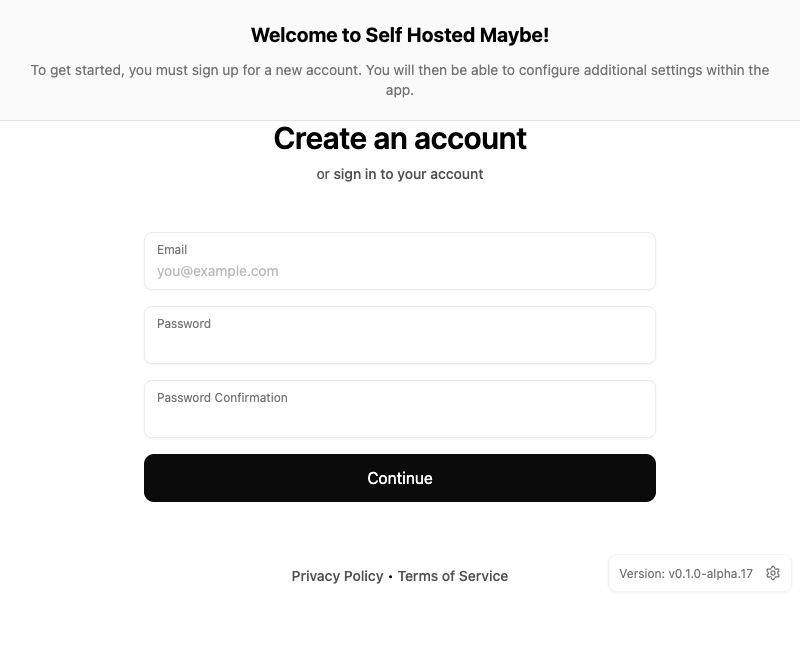 Welcome to Self Hosted Maybe!
To get started, you must sign up for a new account. You will then be able to configure additional settings within the
app.
Create an account
or sign in to your account
Email
you@example.com
Password
Password Confirmation
Continue
Privacy Policy • Terms of Service
Version: v0.1.0-alpha.17